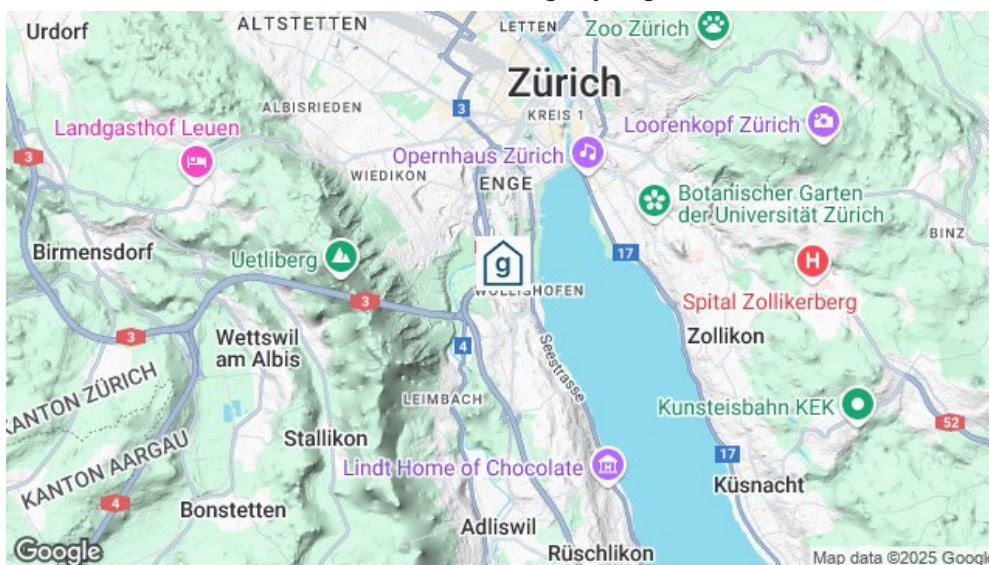 Urdorf
ALTSTETTEN
LETTEN
Zoo Zürich
Zürich
3
ALBISRIEDEN
KREIS 1
Landgasthof Leuen
Loorenkopf Zürich
3
Opernhaus Zürich
WIEDIKON
ENGE
Botanischer Garten
der Universität Zürich
BINZ
Birmensdorf
Uetliberg
17
g
H
WOLLISHOFEN
3
Spital Zollikerberg
3
Wettswil
am Albis
4
Zollikon
Seestrasse
KANTON ZÜRICH
LEIMBACH
Kunsteisbahn KEK
52
KANTON AARGAU
Stallikon
Lindt Home of Chocolate
17
Küsnacht
4
Bonstetten
Adliswil
Rüschlikon
Google
Map data ©2025 Google